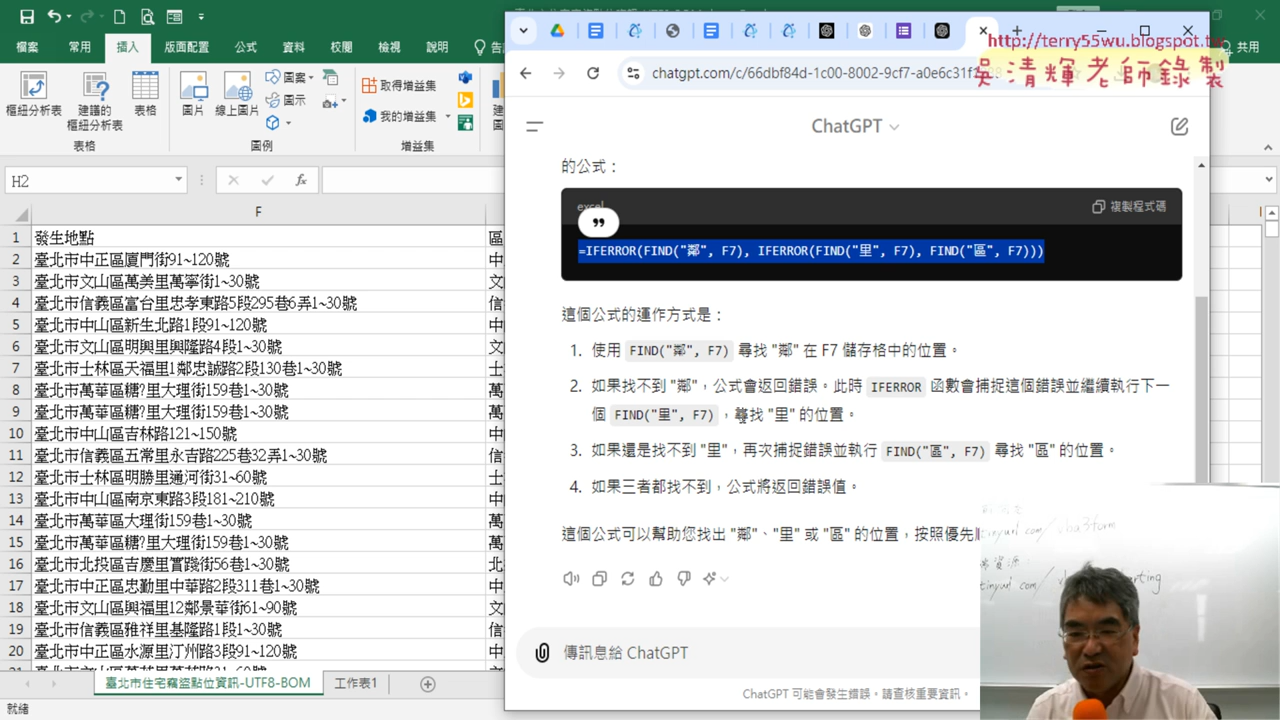 http://terry55wu.blogspot.tw
吳清輝老師錄製
檔案 常用 插入 版面配置 公式 資料 校閱 檢視 說明 共用
樞紐分析表 建議的樞紐分析表 表格 圖片 線上圖片 圖案 圖示 取得增益集 我的增益集
表格 圖例 增益集
chatgpt.com/c/66dbf84d-1c00-8002-9cf7-a0e6c31f
ChatGPT
H2
fx
F
1 發生地點 區
2 臺北市中正區廈門街91~120號 中
3 臺北市文山區萬美里萬寧街1~30號 文
4 臺北市信義區富台里忠孝東路5段295巷6弄1~30號 信
5 臺北市中山區新生北路1段91~120號 中
6 臺北市文山區明興里興隆路4段1~30號 文
7 臺北市士林區天福里1鄰忠誠路2段130巷1~30號 士
8 臺北市萬華區糖?里大理街159巷1~30號 萬
9 臺北市萬華區糖?里大理街159巷1~30號 萬
10 臺北市中山區吉林路121~150號 中
11 臺北市信義區五常里永吉路225巷32弄1~30號 信
12 臺北市士林區明勝里通河街31~60號 士
13 臺北市中山區南京東路3段181~210號 中
14 臺北市萬華區大理街159巷1~30號 萬
15 臺北市萬華區糖?里大理街159巷1~30號 萬
16 臺北市北投區吉慶里實踐街56巷1~30號 北
17 臺北市中正區忠勤里中華路2段311巷1~30號 中
18 臺北市文山區興福里12鄰景華街61~90號 文
19 臺北市信義區雅祥里基隆路1段1~30號 信
20 臺北市中正區水源里汀州路3段91~120號 中
臺北市住宅竊盜點位資訊-UTF8-BOM 工作表1
就緒
的公式：
excel 複製程式碼
=IFERROR(FIND("鄰", F7), IFERROR(FIND("里", F7), FIND("區", F7)))
這個公式的運作方式是：
1. 使用 FIND("鄰", F7) 尋找 "鄰" 在 F7 儲存格中的位置。
2. 如果找不到 "鄰"，公式會返回錯誤。此時 IFERROR 函數會捕捉這個錯誤並繼續執行下一
個 FIND("里", F7)，尋找 "里" 的位置。
3. 如果還是找不到 "里"，再次捕捉錯誤並執行 FIND("區", F7) 尋找 "區" 的位置。
4. 如果三者都找不到，公式將返回錯誤值。
這個公式可以幫助您找出 "鄰"、"里" 或 "區" 的位置，按照優先
傳訊息給 ChatGPT
ChatGPT 可能會發生錯誤。請查核重要資訊。